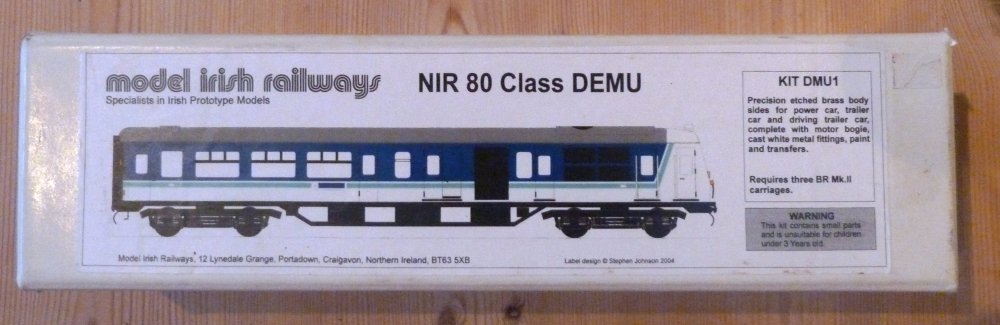 model irish railways
Specialists in Irish Prototype Models
NIR 80 Class DEMU
KIT DMU1
Precision etched brass body
sides for power car, trailer
car and driving trailer car,
complete with motor bogie,
cast white metal fittings, paint
and transfers.
Requires three BR Mk.II
carriages.
WARNING
This kit contains small parts
and is unsuitable for children
under 3 Years old.
Model Irish Railways, 12 Lynedale Grange, Portadown, Craigavon, Northern Ireland, BT63 5XB
Label design © Stephen Johnson 2004